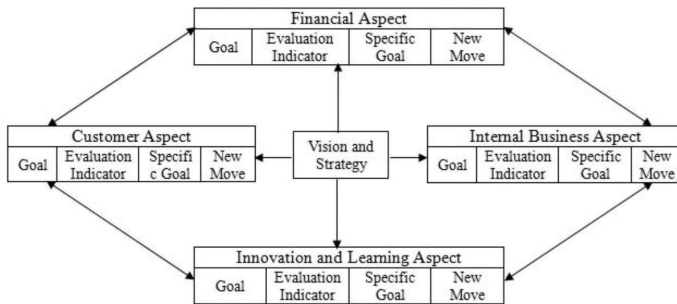 Financial Aspect
Goal
Evaluation
Indicator
Specific
Goal
New
Move
Customer Aspect
Goal
Evaluation
Indicator
Specifi
c Goal
New
Move
Vision and
Strategy
Internal Business Aspect
Goal
Evaluation
Indicator
Specific
Goal
New
Move
Innovation and Learning Aspect
Goal
Evaluation
Indicator
Specific
Goal
New
Move